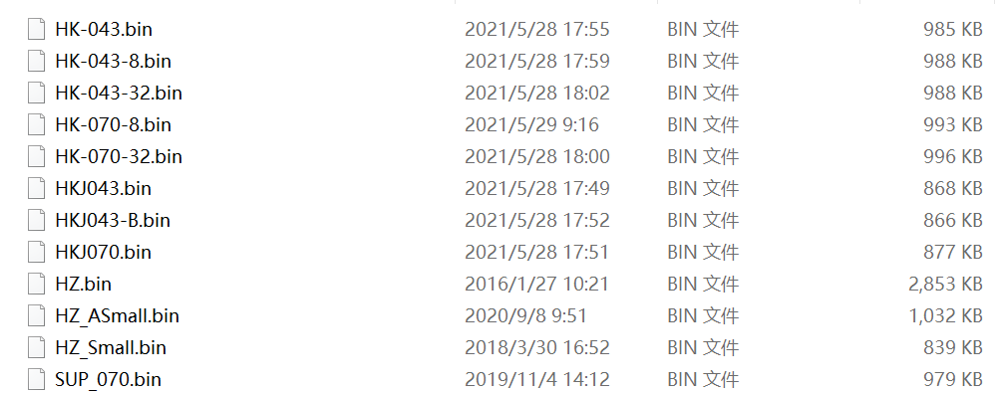 HK-043.bin 2021/5/28 17:55 BIN 文件 985 KB
HK-043-8.bin 2021/5/28 17:59 BIN 文件 988 KB
HK-043-32.bin 2021/5/28 18:02 BIN 文件 988 KB
HK-070-8.bin 2021/5/29 9:16 BIN 文件 993 KB
HK-070-32.bin 2021/5/28 18:00 BIN 文件 996 KB
HKJ043.bin 2021/5/28 17:49 BIN 文件 868 KB
HKJ043-B.bin 2021/5/28 17:52 BIN 文件 866 KB
HKJ070.bin 2021/5/28 17:51 BIN 文件 877 KB
HZ.bin 2016/1/27 10:21 BIN 文件 2,853 KB
HZ_ASmall.bin 2020/9/8 9:51 BIN 文件 1,032 KB
HZ_Small.bin 2018/3/30 16:52 BIN 文件 839 KB
SUP_070.bin 2019/11/4 14:12 BIN 文件 979 KB